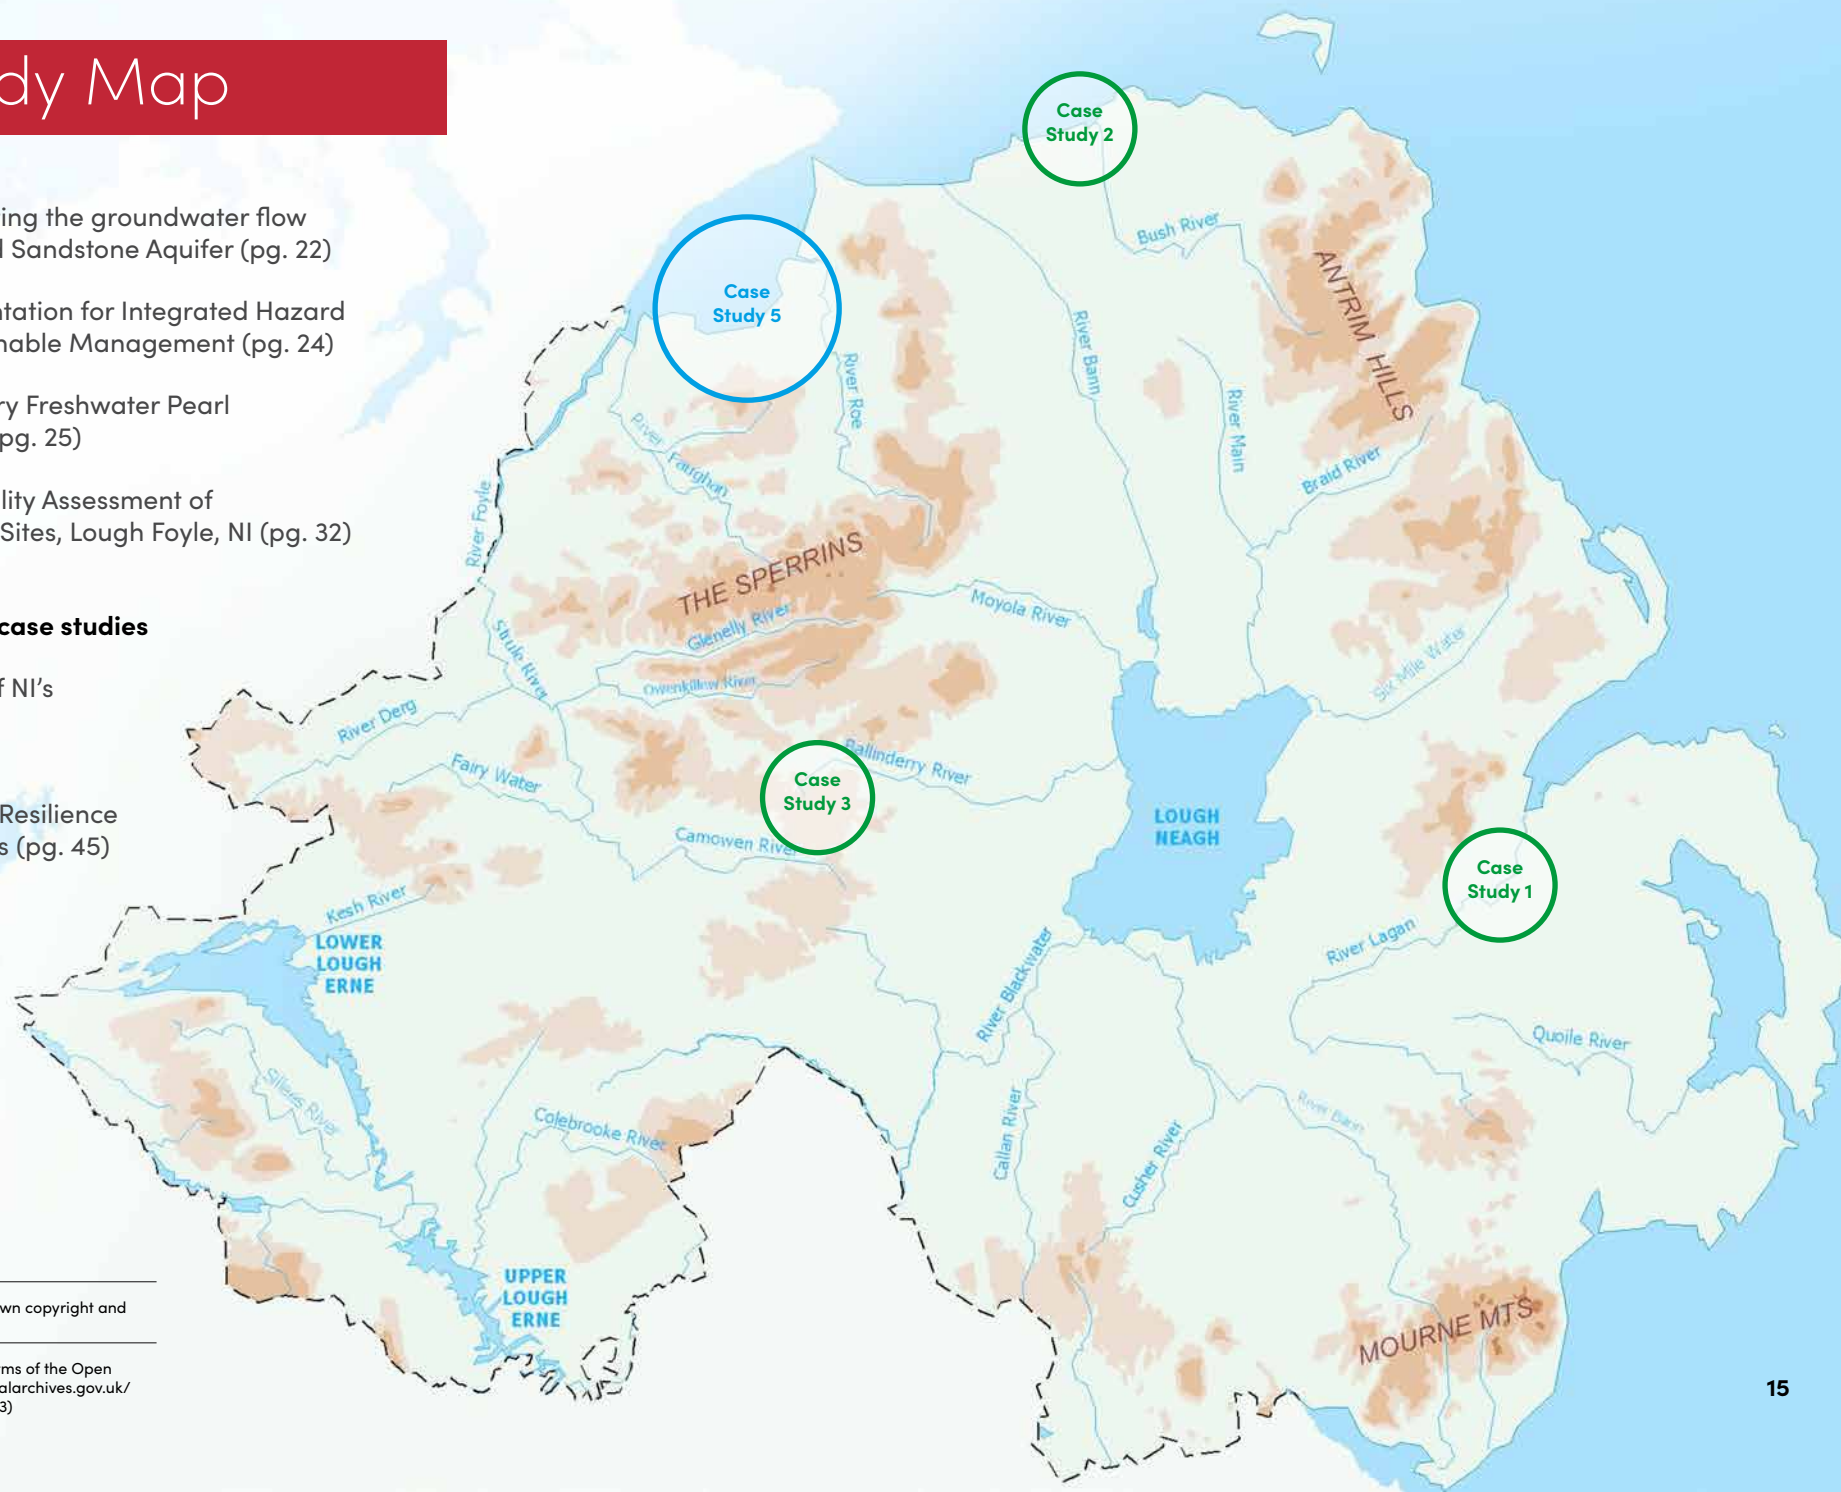 dy Map
ing the groundwater flow
l Sandstone Aquifer (pg. 22)
ntation for Integrated Hazard
nable Management (pg. 24)
ry Freshwater Pearl
pg. 25)
lity Assessment of
Sites, Lough Foyle, NI (pg. 32)
case studies
f NI's
Resilience
s (pg. 45)
wn copyright and
rms of the Open
alarchives.gov.uk/
3)
Case
Study 2
Case
Study 5
Bush River
ANTRIM HILLS
River Bann
River Roe
River Main
River
Faughan
Braid River
River Foyle
THE SPERRINS
Moyola River
Glenelly River
Strule River
Six Mile Water
Owenkillew River
River Derg
Ballinderry River
Fairy Water
Case
Study 3
LOUGH
NEAGH
Camowen River
Case
Study 1
Kesh River
River Lagan
LOWER
LOUGH
ERNE
River Blackwater
Quoile River
Sillees River
Colebrooke River
River Bann
Callan River
Cusher River
UPPER
LOUGH
ERNE
MOURNE MTS
15